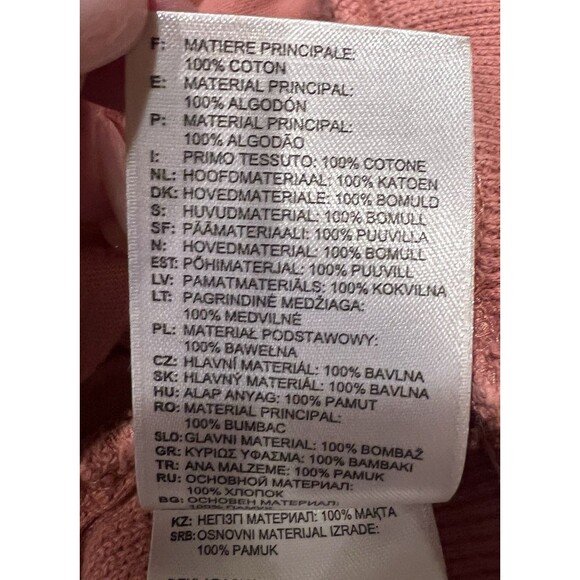 F: MATIERE PRINCIPALE:
100% COTON
E: MATERIAL PRINCIPAL:
100% ALGODÓN
P: MATERIAL PRINCIPAL:
100% ALGODÃO
I: PRIMO TESSUTO: 100% COTONE
NL: HOOFDMATERIAAL: 100% KATOEN
DK: HOVEDMATERIALE: 100% BOMULD
S: HUVUDMATERIAL: 100% BOMULL
SF: PÄÄMATERIAALI: 100% PUUVILLA
N: HOVEDMATERIAL: 100% BOMULL
EST: PÕHIMATERJAL: 100% PUUVILL
LV: PAMATMATERIĀLS: 100% KOKVILNA
LT: PAGRINDINĖ MEDŽIAGA:
100% MEDVILNĖ
PL: MATERIAŁ PODSTAWOWY:
100% BAWEŁNA
CZ: HLAVNÍ MATERIÁL: 100% BAVLNA
SK: HLAVNÝ MATERIÁL: 100% BAVLNA
HU: ALAP ANYAG: 100% PAMUT
RO: MATERIAL PRINCIPAL:
100% BUMBAC
SLO: GLAVNI MATERIAL: 100% BOMBAŽ
GR: ΚΥΡΙΩΣ ΥΦΑΣΜΑ: 100% ΒΑΜΒΑΚΙ
TR: ANA MALZEME: 100% PAMUK
RU: ОСНОВНОЙ МАТЕРИАЛ:
100% ХЛОПОК
BG: ОСНОВЕН МАТЕРИАЛ:
KZ: НЕГІЗГІ МАТЕРИАЛ: 100% МАҚТА
SRB: OSNOVNI MATERIJAL IZRADE:
100% PAMUK